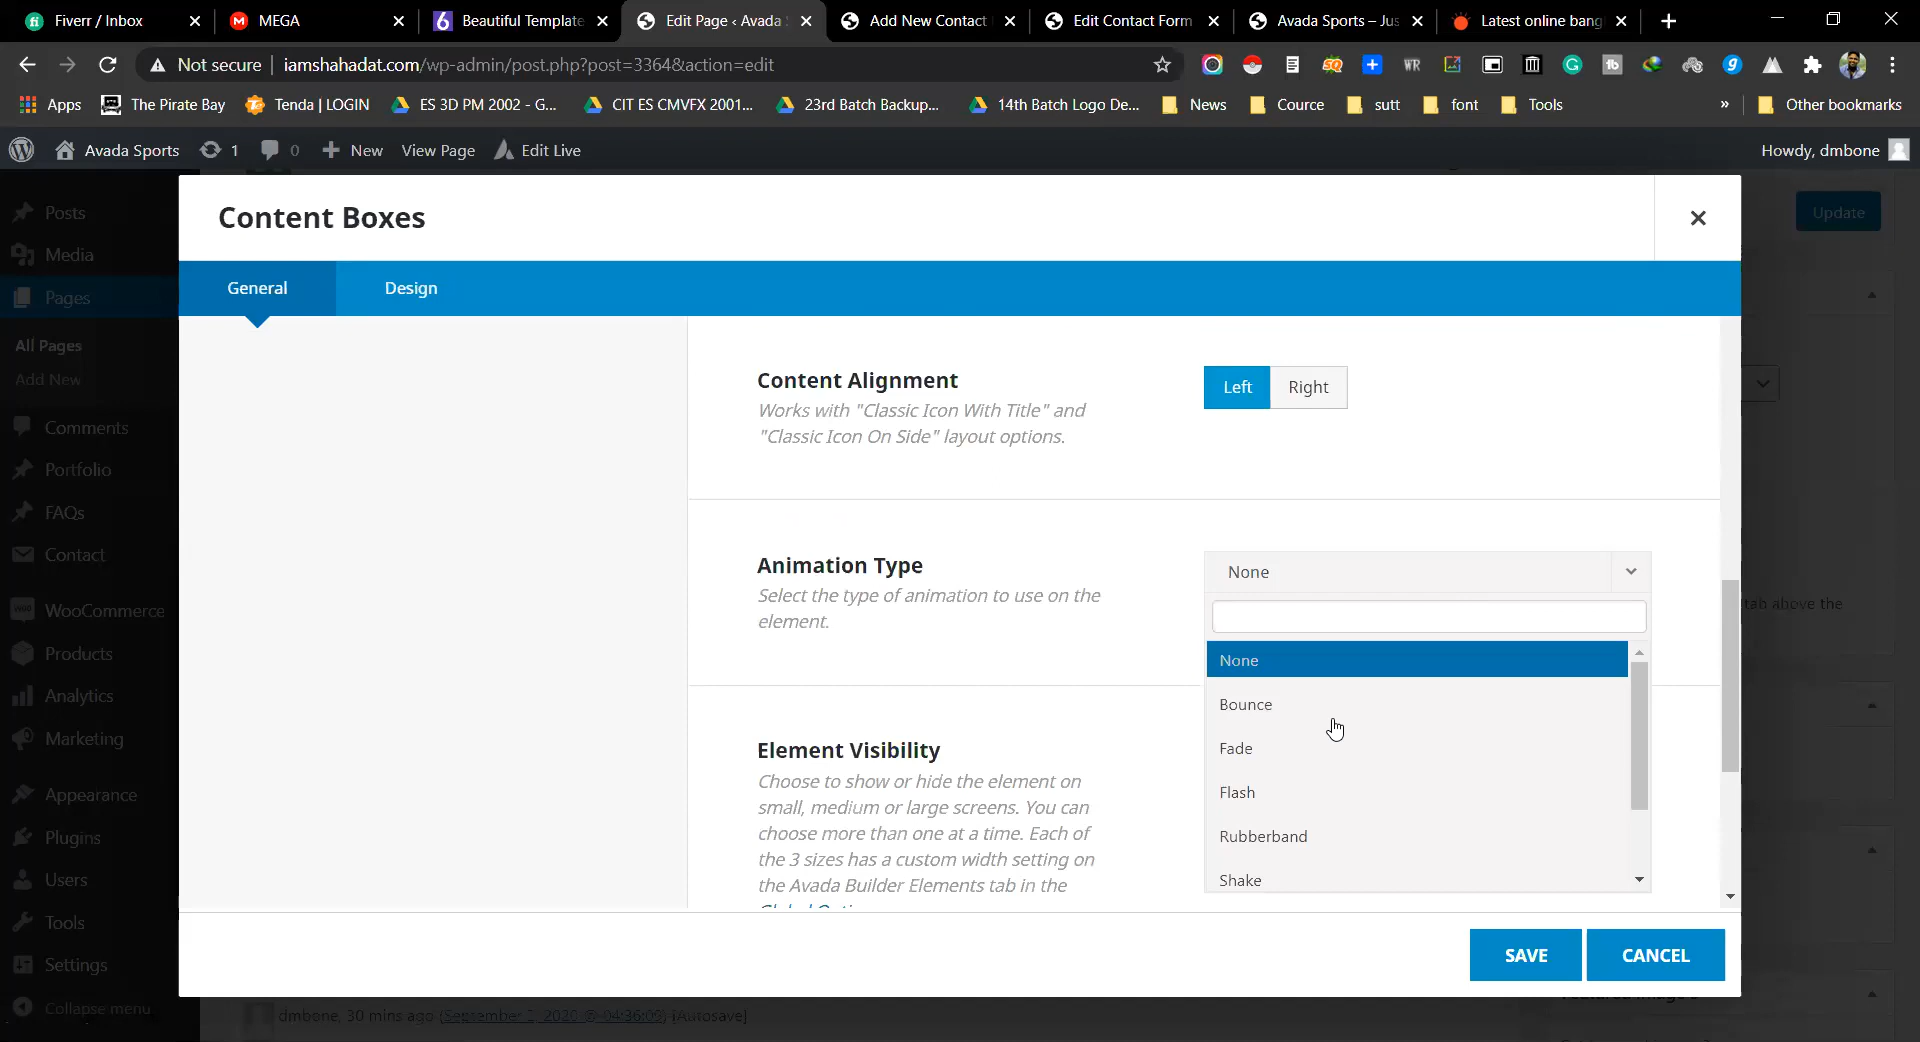 Fiverr / Inbox
MEGA
Beautiful Template
Edit Page ‹ Avada
Add New Contact
Edit Contact Form
Avada Sports – Jus
Latest online bang
Not secure
iamshahadat.com/wp-admin/post.php?post=3364&action=edit
Apps
The Pirate Bay
Tenda | LOGIN
ES 3D PM 2002 - G...
CIT ES CMVFX 2001...
23rd Batch Backup...
14th Batch Logo De...
News
Cource
sutt
font
Tools
»
Other bookmarks
Avada Sports
1
0
New
View Page
Edit Live
Howdy, dmbone
Posts
Media
Pages
All Pages
Add New
Comments
Portfolio
FAQs
Contact
WooCommerce
Products
Analytics
Marketing
Appearance
Plugins
Users
Tools
Settings
Collapse menu
Update
Content Boxes
General
Design
Content Alignment
Works with "Classic Icon With Title" and
"Classic Icon On Side" layout options.
Left
Right
Animation Type
Select the type of animation to use on the
element.
None
None
Bounce
Fade
Flash
Rubberband
Shake
Element Visibility
Choose to show or hide the element on
small, medium or large screens. You can
choose more than one at a time. Each of
the 3 sizes has a custom width setting on
the Avada Builder Elements tab in the
tab above the
SAVE
CANCEL
dmbone, 30 mins ago (September 2, 2020 @ 04:36:09) [Autosave]